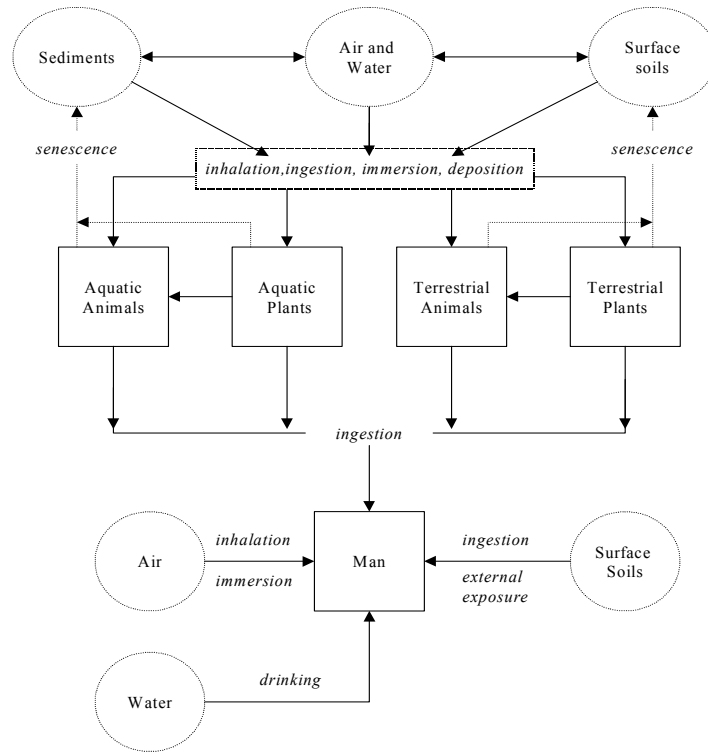 Sediments
Air and
Water
Surface
soils
senescence
senescence
inhalation,ingestion, immersion, deposition
Aquatic
Animals
Aquatic
Plants
Terrestrial
Animals
Terrestrial
Plants
ingestion
Air
inhalation
immersion
Man
ingestion
external
exposure
Surface
Soils
Water
drinking